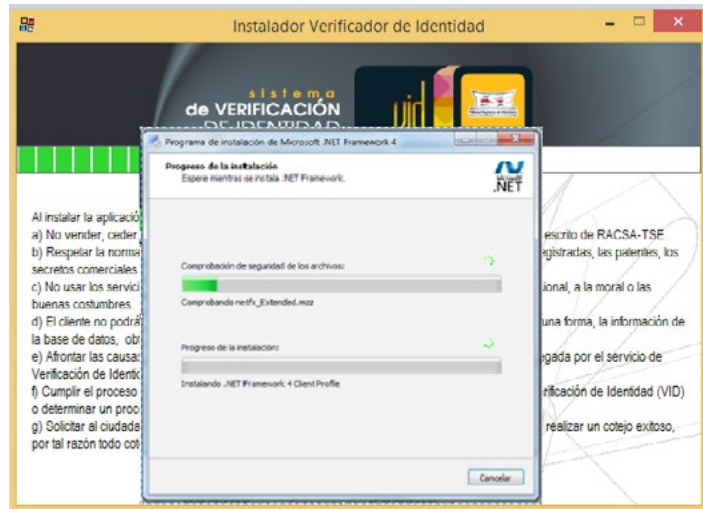 Instalador Verificador de Identidad
sistema
de VERIFICACIÓN
DE IDENTIDAD
vid
Programa de instalación de Microsoft .NET Framework 4
Progreso de la instalación
Espere mientras se instala .NET Framework.
Microsoft
.NET
Comprobación de seguridad de los archivos:
Comprobando netfx_Extended.mzz
Progreso de la instalación:
Instalando .NET Framework 4 Client Profile
Cancelar
Al instalar la aplicació
a) No vender, ceder escrito de RACSA-TSE.
b) Respetar la norma egistradas, las patentes, los
secretos comerciales
c) No usar los servici ional, a la moral o las
buenas costumbres.
d) El cliente no podrá una forma, la información de
la base de datos, obt
e) Afrontar las causas egada por el servicio de
Verificación de Identid
f) Cumplir el proceso rificación de Identidad (VID)
o determinar un proc
g) Solicitar al ciudada realizar un cotejo exitoso,
por tal razón todo cot